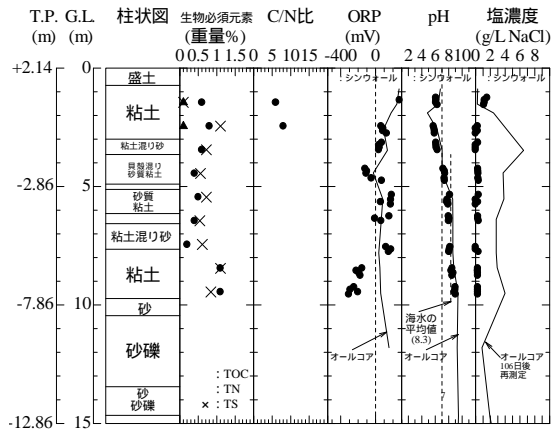 T.P. G.L. 柱状図 生物必須元素 C/N比 ORP pH 塩濃度
(m) (m) (重量%) (mV) (g/L NaCl)
0 0.5 1 1.5 0 5 10 15 -400 0 2 4 6 8 10 0 2 4 6 8
+2.14 0
:シンウォール :シンウォール :シンウォール
盛土
粘土
粘土混り砂
貝殻混り
砂質粘土
-2.86 5
砂質
粘土
粘土混り砂
粘土
-7.86 10
砂
海水の
平均値
(8.3)
オールコア オールコア オールコア
106日後
再測定
砂礫
: TOC
: TN
× : TS
砂
砂礫
7
-12.86 15